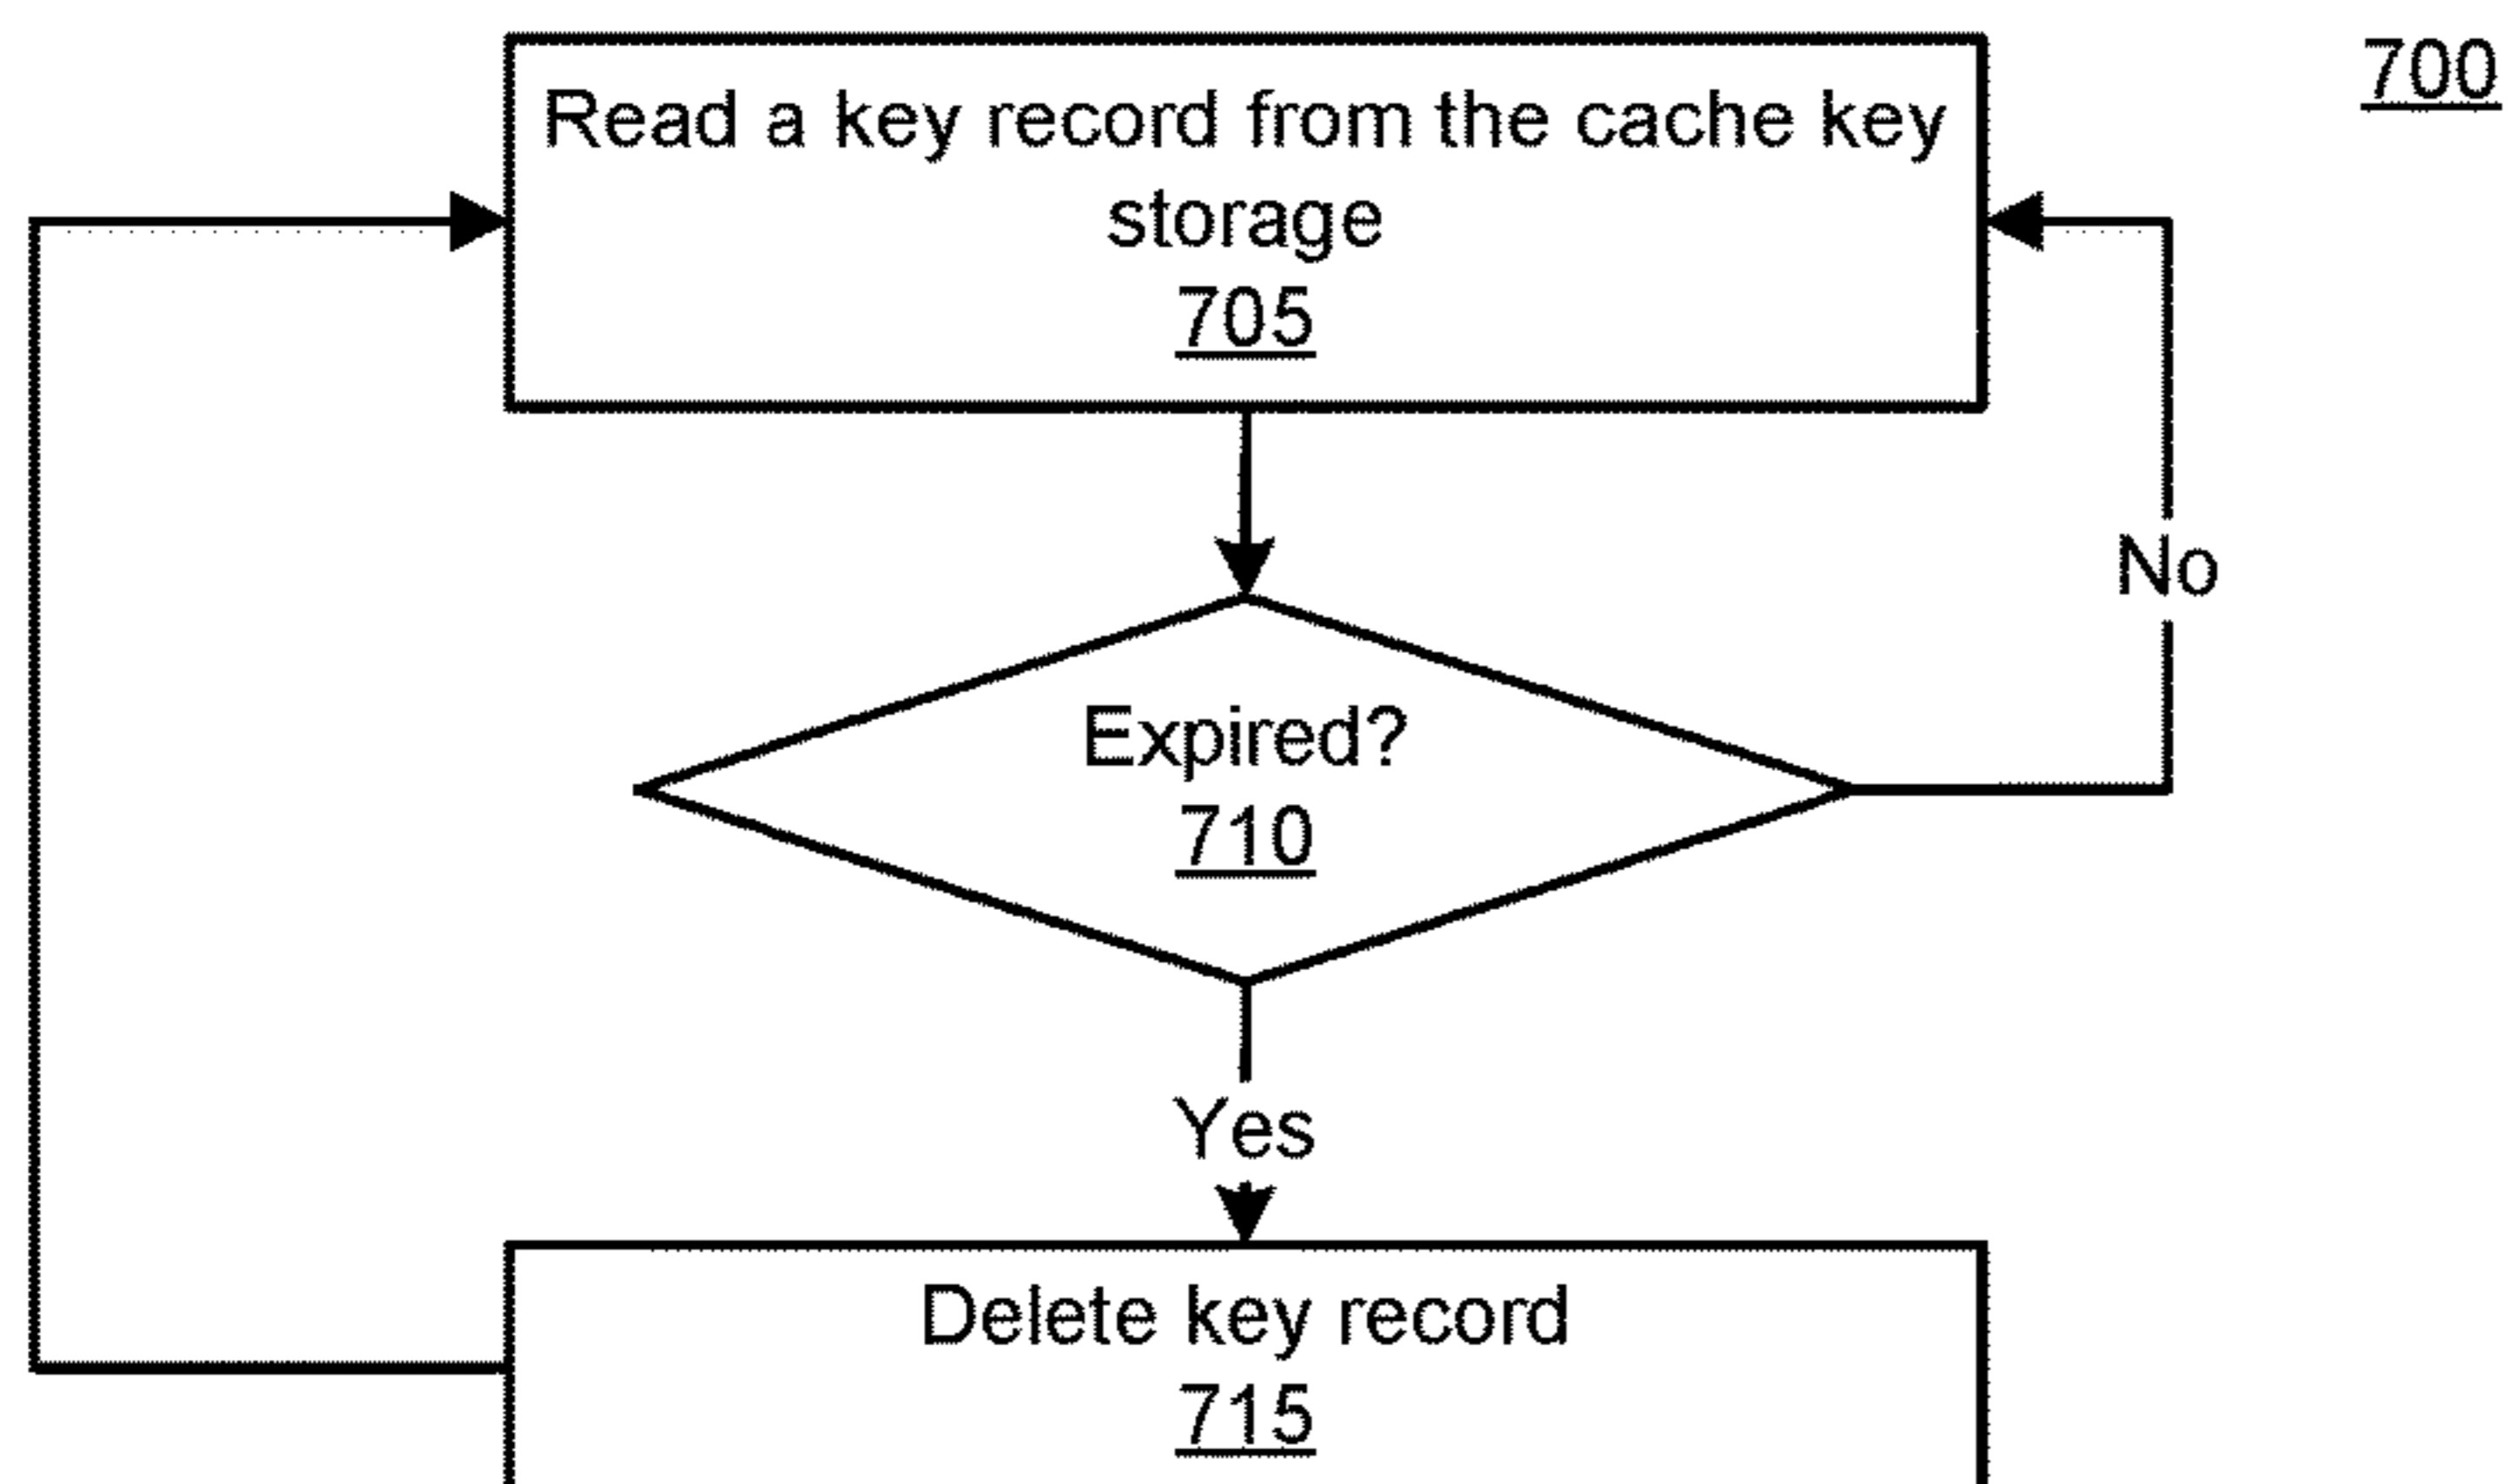 700
Read a key record from the cache key
storage
705
No
Expired?
710
Yes
Delete key record
715